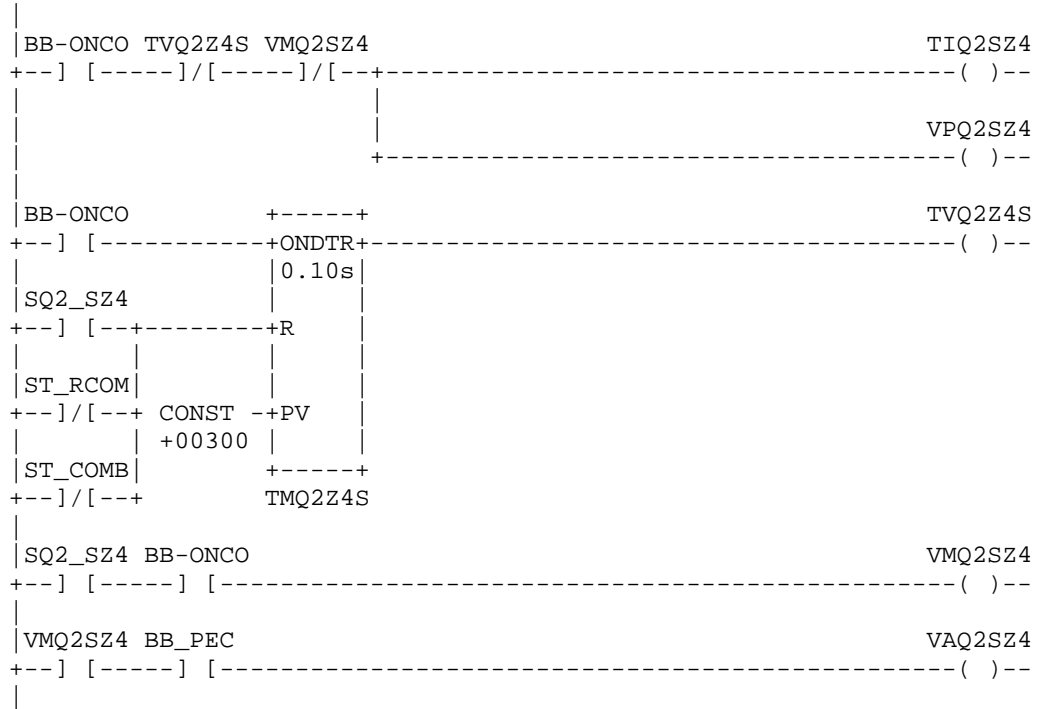 |
|BB-ONCO TVQ2Z4S VMQ2SZ4                                     TIQ2SZ4
+--] [-----]/[-----]/[--+--------------------------------------( )--
|                       |
|                       |                                    VPQ2SZ4
|                       +--------------------------------------( )--
|
|BB-ONCO         +-----+                                     TVQ2Z4S
+--] [-----------+ONDTR+---------------------------------------( )--
|                |0.10s|
|SQ2_SZ4         |     |
+--] [--+--------+R    |
|       |        |     |
|ST_RCOM|        |     |
+--]/[--+ CONST -+PV   |
|       | +00300 |     |
|ST_COMB|        +-----+
+--]/[--+        TMQ2Z4S
|
|SQ2_SZ4 BB-ONCO                                             VMQ2SZ4
+--] [-----] [-------------------------------------------------( )--
|
|VMQ2SZ4 BB_PEC                                              VAQ2SZ4
+--] [-----] [-------------------------------------------------( )--
|